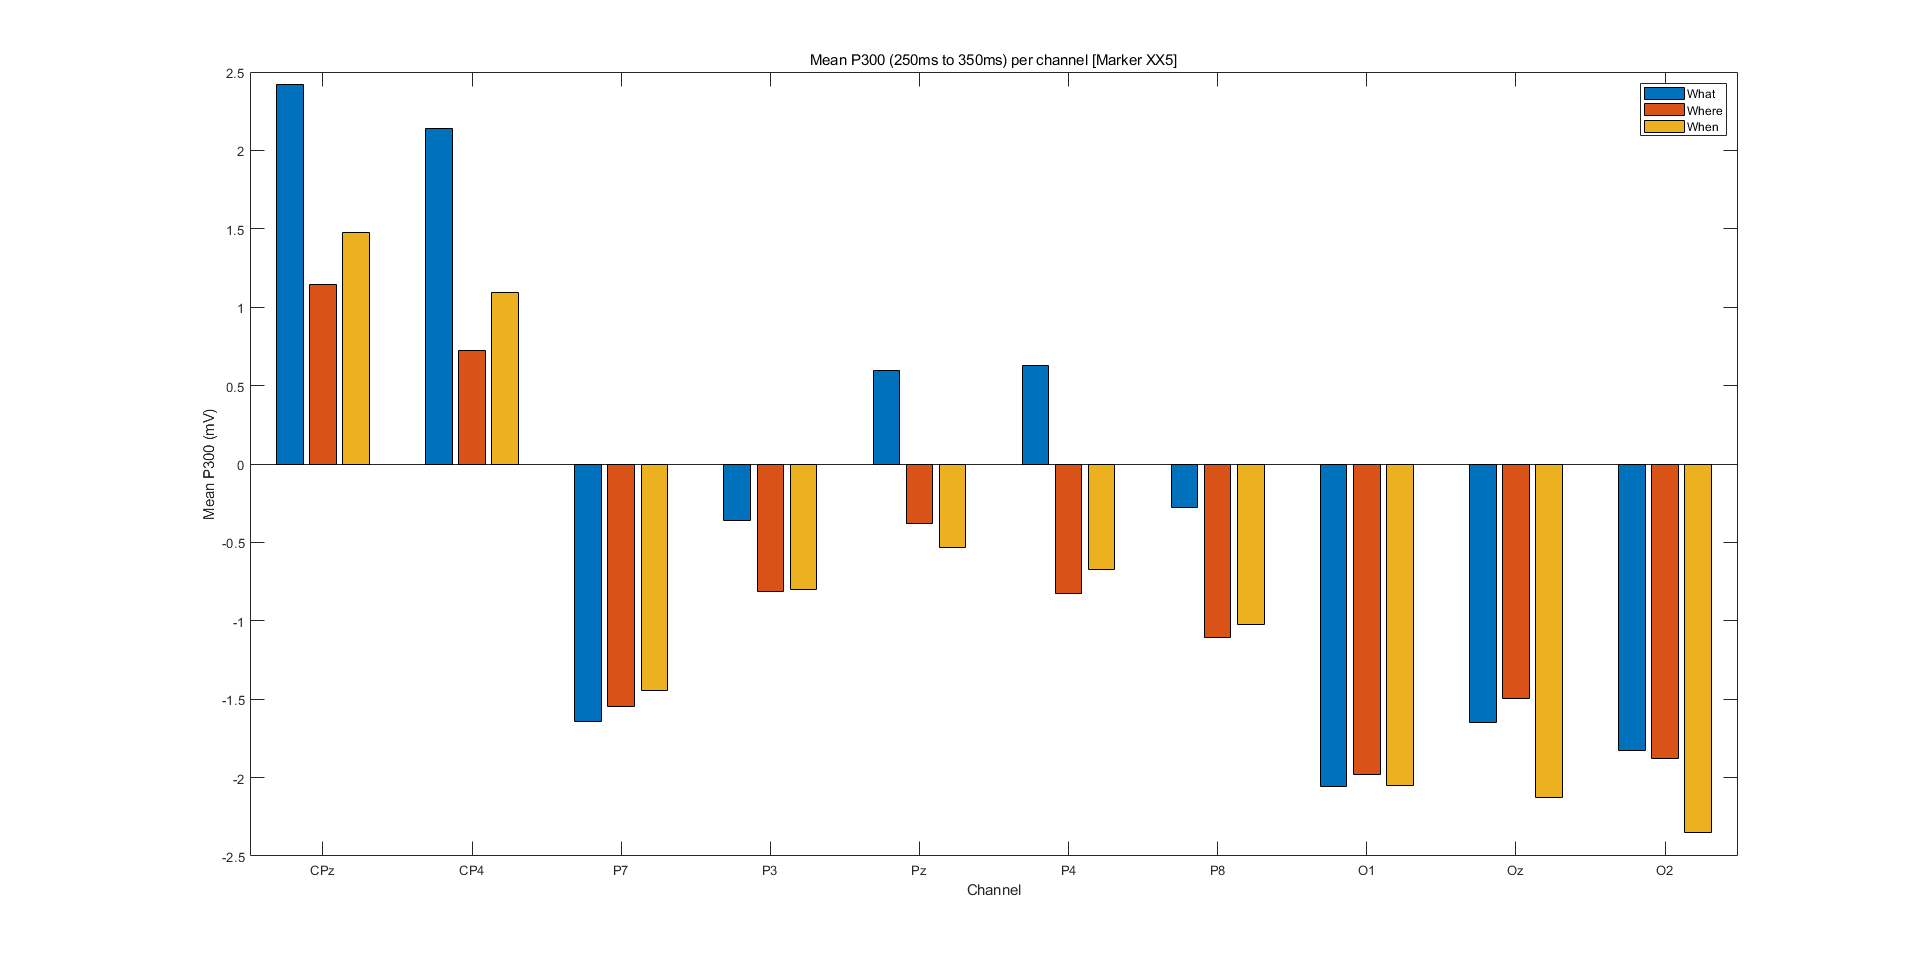 Mean P300 (250ms to 350ms) per channel [Marker XX5]
What
Where
When
2.5
2
1.5
1
0.5
0
-0.5
-1
-1.5
-2
-2.5
Mean P300 (mV)
CPz CP4 P7 P3 Pz P4 P8 O1 Oz O2
Channel